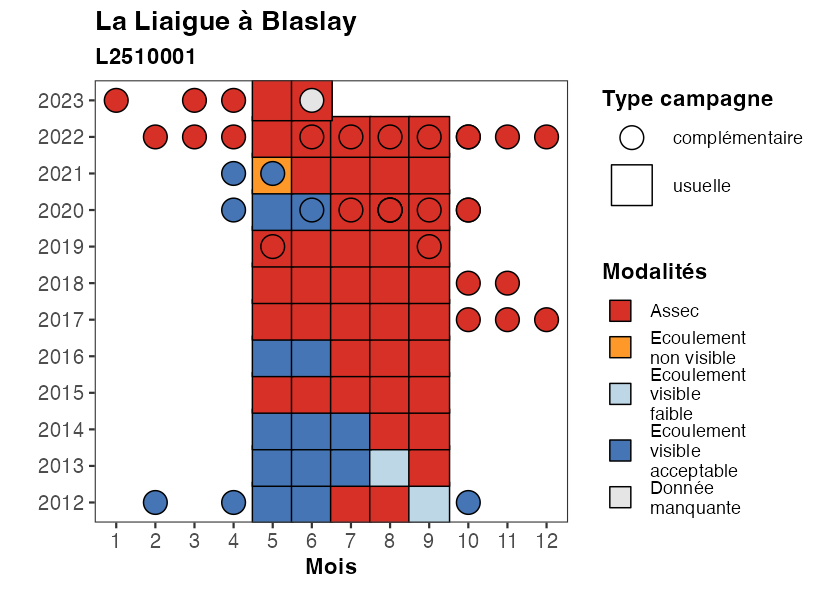 La Liaigue à Blaslay
L2510001
2023
2022
2021
2020
2019
2018
2017
2016
2015
2014
2013
2012
1 2 3 4 5 6 7 8 9 10 11 12
Mois
Type campagne
complémentaire
usuelle
Modalités
Assec
Ecoulement
non visible
Ecoulement
visible
faible
Ecoulement
visible
acceptable
Donnée
manquante